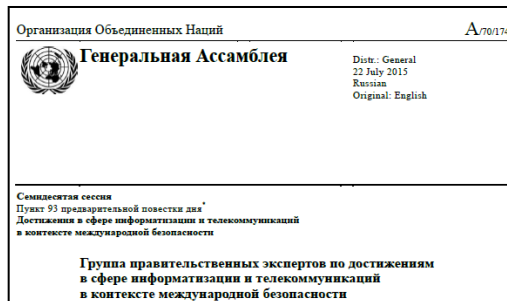 Организация Объединенных Наций A/70/174
Генеральная Ассамблея
Distr.: General
22 July 2015
Russian
Original: English
Семидесятая сессия
Пункт 93 предварительной повестки дня*
Достижения в сфере информатизации и телекоммуникаций
в контексте международной безопасности
Группа правительственных экспертов по достижениям
в сфере информатизации и телекоммуникаций
в контексте международной безопасности